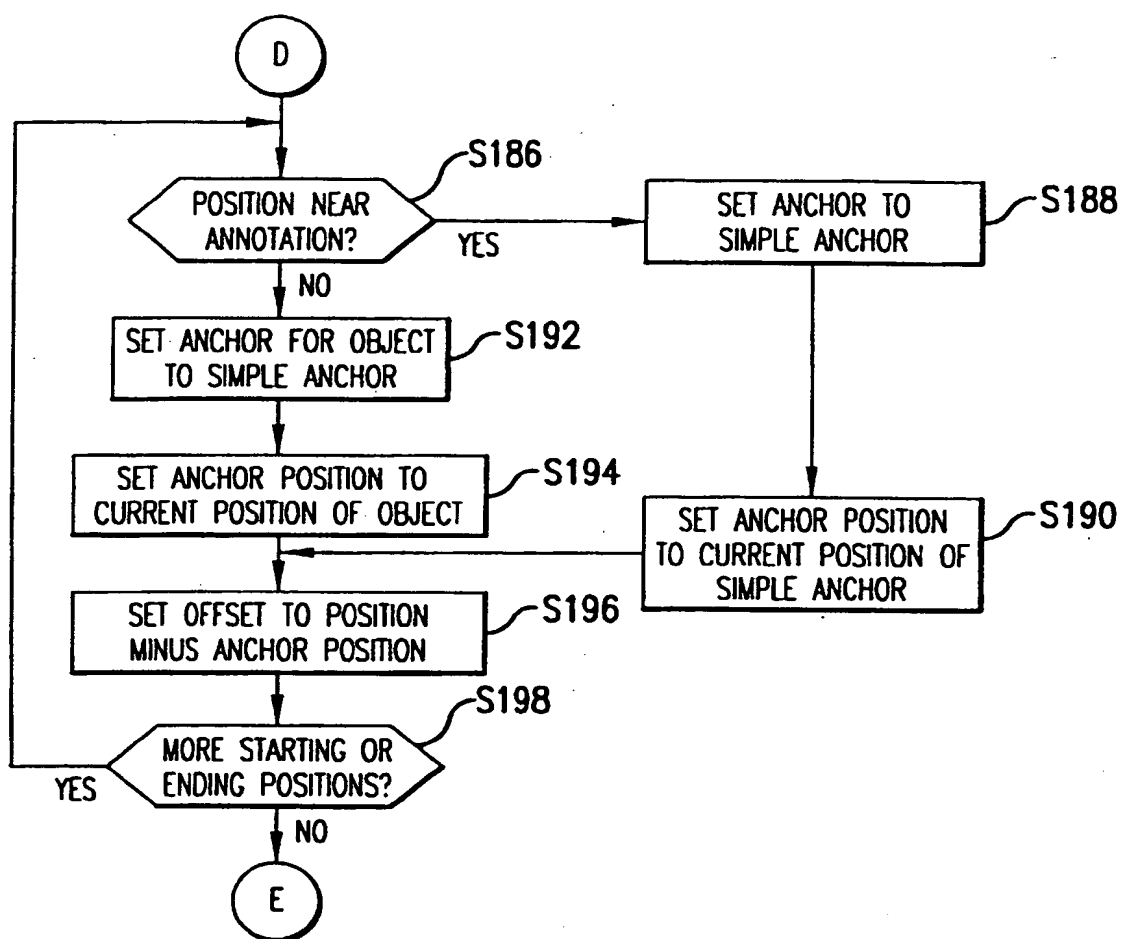 D
S186
POSITION NEAR
ANNOTATION?
YES
NO
S188
SET ANCHOR TO
SIMPLE ANCHOR
S192
SET ANCHOR FOR OBJECT
TO SIMPLE ANCHOR
S194
SET ANCHOR POSITION TO
CURRENT POSITION OF OBJECT
S190
SET ANCHOR POSITION
TO CURRENT POSITION OF
SIMPLE ANCHOR
S196
SET OFFSET TO POSITION
MINUS ANCHOR POSITION
S198
MORE STARTING OR
ENDING POSITIONS?
YES
NO
E